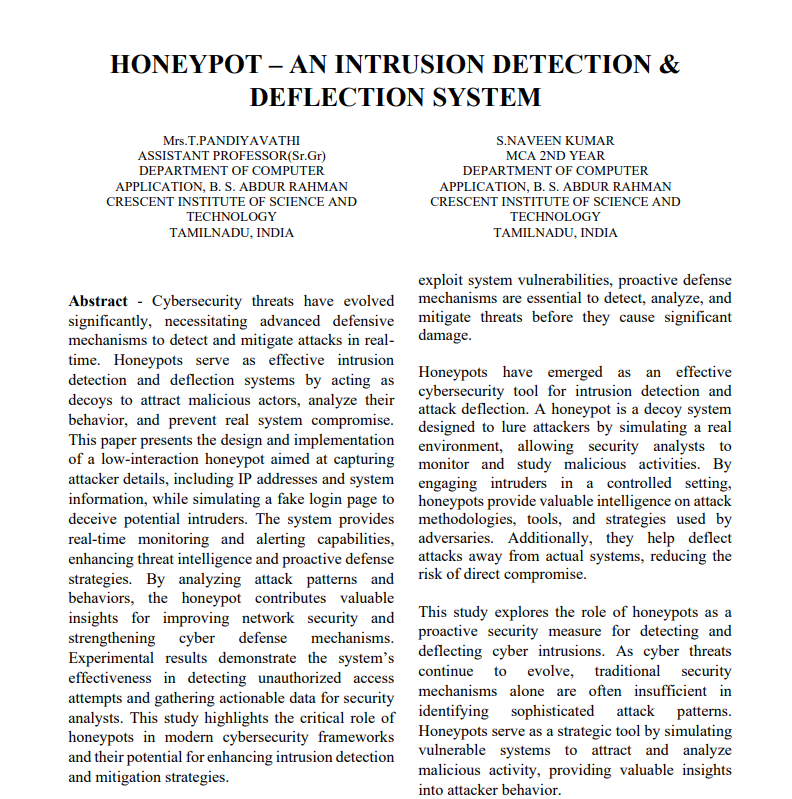 HONEYPOT – AN INTRUSION DETECTION &
DEFLECTION SYSTEM
Mrs.T.PANDIYAVATHI
ASSISTANT PROFESSOR(Sr.Gr)
DEPARTMENT OF COMPUTER
APPLICATION, B. S. ABDUR RAHMAN
CRESCENT INSTITUTE OF SCIENCE AND
TECHNOLOGY
TAMILNADU, INDIA
S.NAVEEN KUMAR
MCA 2ND YEAR
DEPARTMENT OF COMPUTER
APPLICATION, B. S. ABDUR RAHMAN
CRESCENT INSTITUTE OF SCIENCE AND
TECHNOLOGY
TAMILNADU, INDIA
Abstract - Cybersecurity threats have evolved
significantly, necessitating advanced defensive
mechanisms to detect and mitigate attacks in real-
time. Honeypots serve as effective intrusion
detection and deflection systems by acting as
decoys to attract malicious actors, analyze their
behavior, and prevent real system compromise.
This paper presents the design and implementation
of a low-interaction honeypot aimed at capturing
attacker details, including IP addresses and system
information, while simulating a fake login page to
deceive potential intruders. The system provides
real-time monitoring and alerting capabilities,
enhancing threat intelligence and proactive defense
strategies. By analyzing attack patterns and
behaviors, the honeypot contributes valuable
insights for improving network security and
strengthening cyber defense mechanisms.
Experimental results demonstrate the system’s
effectiveness in detecting unauthorized access
attempts and gathering actionable data for security
analysts. This study highlights the critical role of
honeypots in modern cybersecurity frameworks
and their potential for enhancing intrusion detection
and mitigation strategies.
exploit system vulnerabilities, proactive defense
mechanisms are essential to detect, analyze, and
mitigate threats before they cause significant
damage.
Honeypots have emerged as an effective
cybersecurity tool for intrusion detection and
attack deflection. A honeypot is a decoy system
designed to lure attackers by simulating a real
environment, allowing security analysts to
monitor and study malicious activities. By
engaging intruders in a controlled setting,
honeypots provide valuable intelligence on attack
methodologies, tools, and strategies used by
adversaries. Additionally, they help deflect
attacks away from actual systems, reducing the
risk of direct compromise.
This study explores the role of honeypots as a
proactive security measure for detecting and
deflecting cyber intrusions. As cyber threats
continue to evolve, traditional security
mechanisms alone are often insufficient in
identifying sophisticated attack patterns.
Honeypots serve as a strategic tool by simulating
vulnerable systems to attract and analyze
malicious activity, providing valuable insights
into attacker behavior.